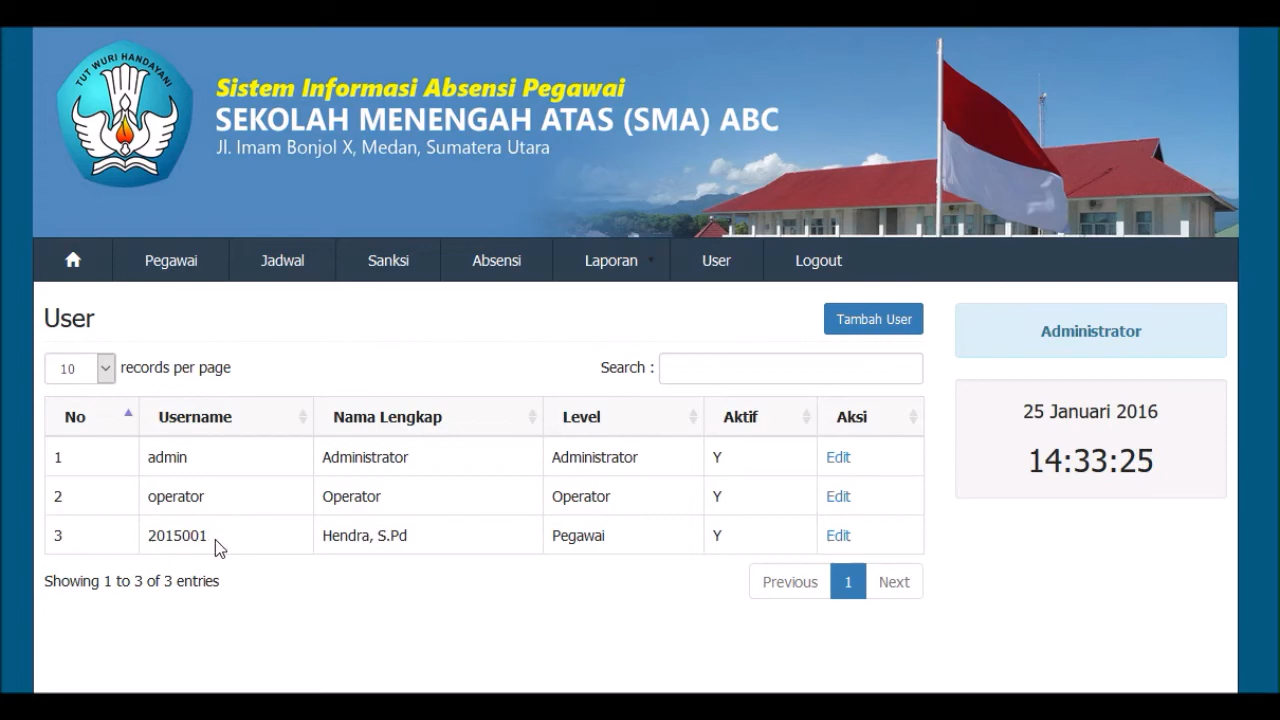 TUT WURI HANDAYANI
Sistem Informasi Absensi Pegawai
SEKOLAH MENENGAH ATAS (SMA) ABC
Jl. Imam Bonjol X, Medan, Sumatera Utara
Pegawai Jadwal Sanksi Absensi Laporan User Logout
User Tambah User
10 records per page Search :
No Username Nama Lengkap Level Aktif Aksi
1 admin Administrator Administrator Y Edit
2 operator Operator Operator Y Edit
3 2015001 Hendra, S.Pd Pegawai Y Edit
Showing 1 to 3 of 3 entries Previous 1 Next
Administrator
25 Januari 2016
14:33:25